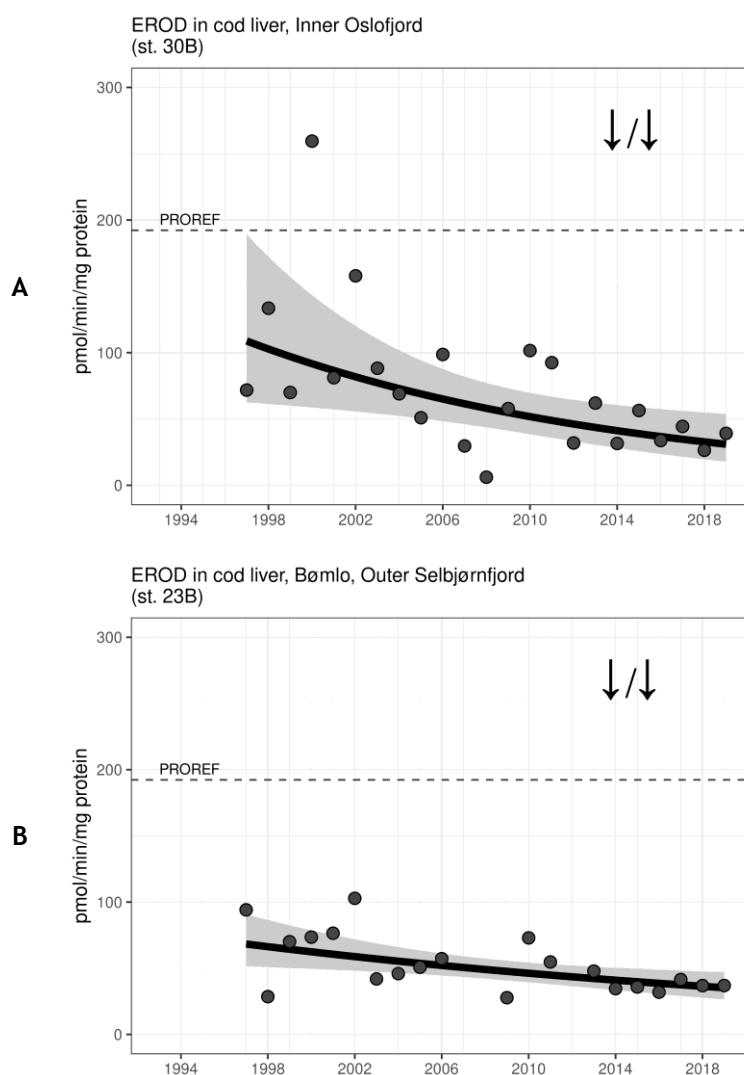 EROD in cod liver, Inner Oslofjord
(st. 30B)
300
↓/↓
PROREF
200
A
pmol/min/mg protein
100
0
1994 1998 2002 2006 2010 2014 2018
EROD in cod liver, Bømlo, Outer Selbjørnfjord
(st. 23B)
300
↓/↓
PROREF
200
B
pmol/min/mg protein
100
0
1994 1998 2002 2006 2010 2014 2018